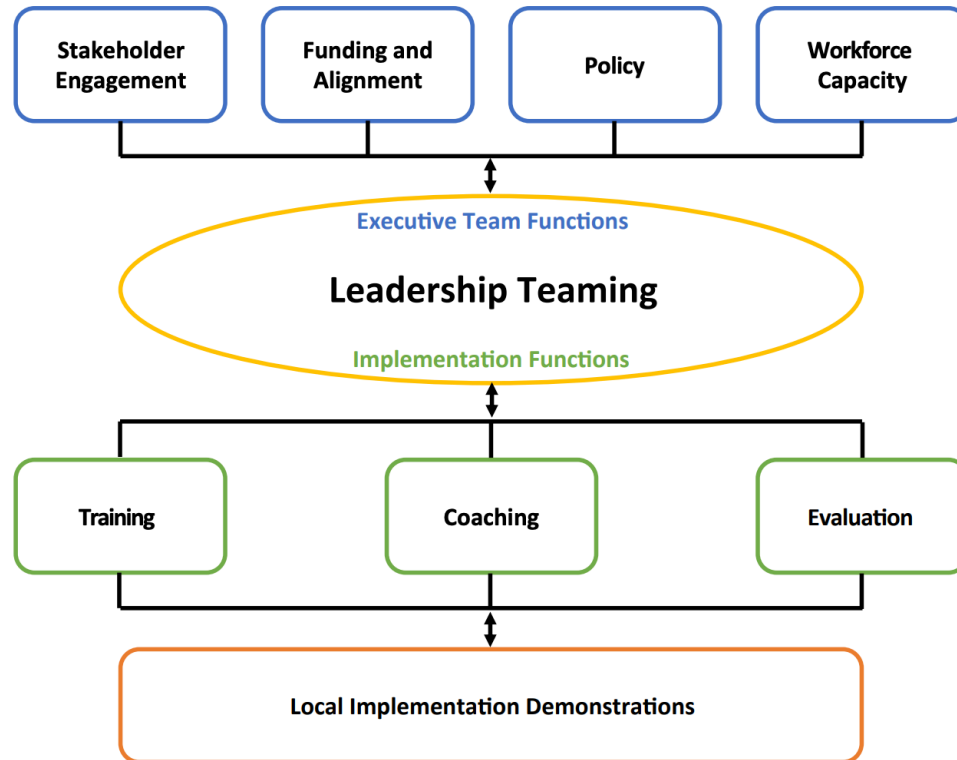 Stakeholder
Engagement
Funding and
Alignment
Policy
Workforce
Capacity
Executive Team Functions
Leadership Teaming
Implementation Functions
Training
Coaching
Evaluation
Local Implementation Demonstrations